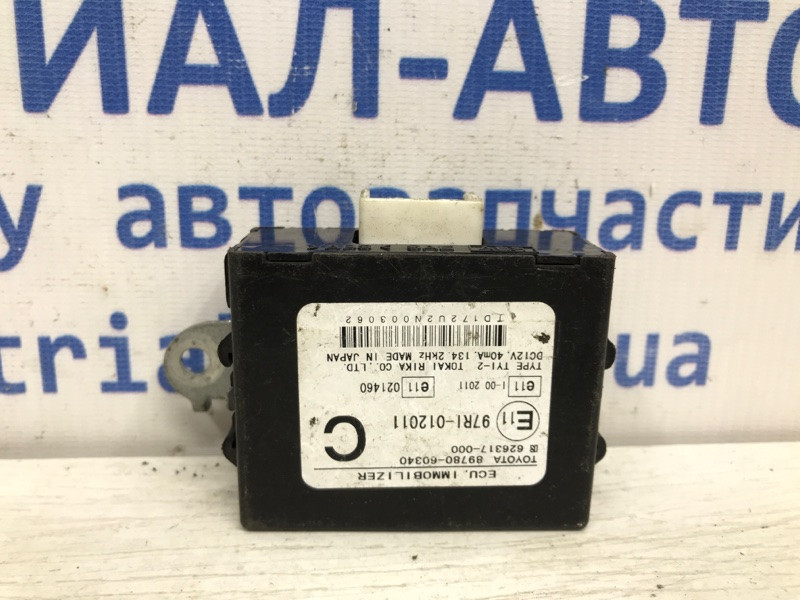 ИАЛ-АВТО
автозапчасти
tria
.ua
ECU, IMMOBILIZER
TOYOTA 89780-60340
626317-000
C
E11 97RI-012011
e11 I-00 2011 e11 021460
TYPE TYI-2 TOKAI RIKA CO., LTD.
DC12V, 40mA, 134.2kHz MADE IN JAPAN
TD172U2N003062